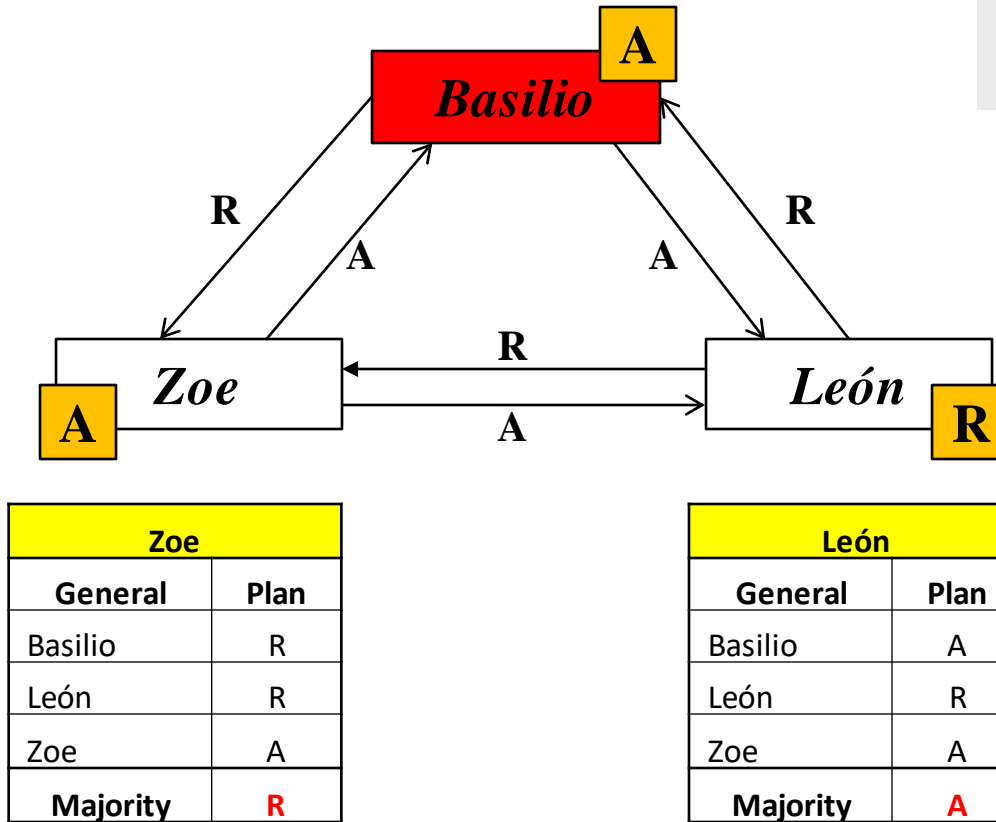 A
Basilio
R
R
A
A
R
Zoe
León
A
A
R
Zoe
General Plan
Basilio R
León R
Zoe A
Majority R
León
General Plan
Basilio A
León R
Zoe A
Majority A